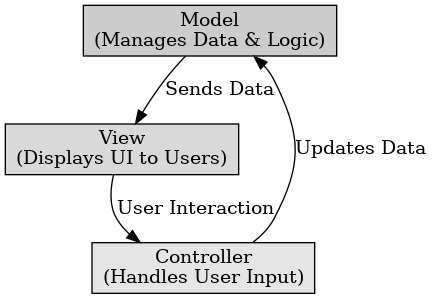 Model
(Manages Data & Logic)
Sends Data
View
(Displays UI to Users)
Updates Data
User Interaction
Controller
(Handles User Input)